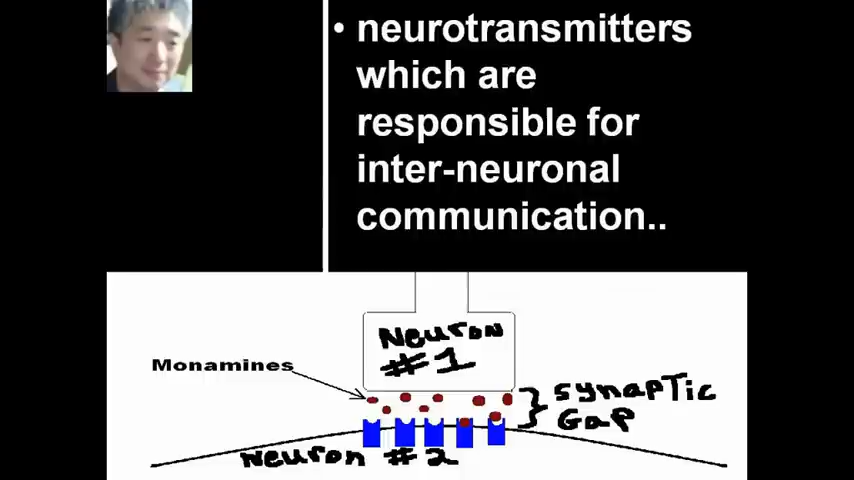 • neurotransmitters
which are
responsible for
inter-neuronal
communication..
Neuron
#1
Monamines
Synaptic
Gap
Neuron #2